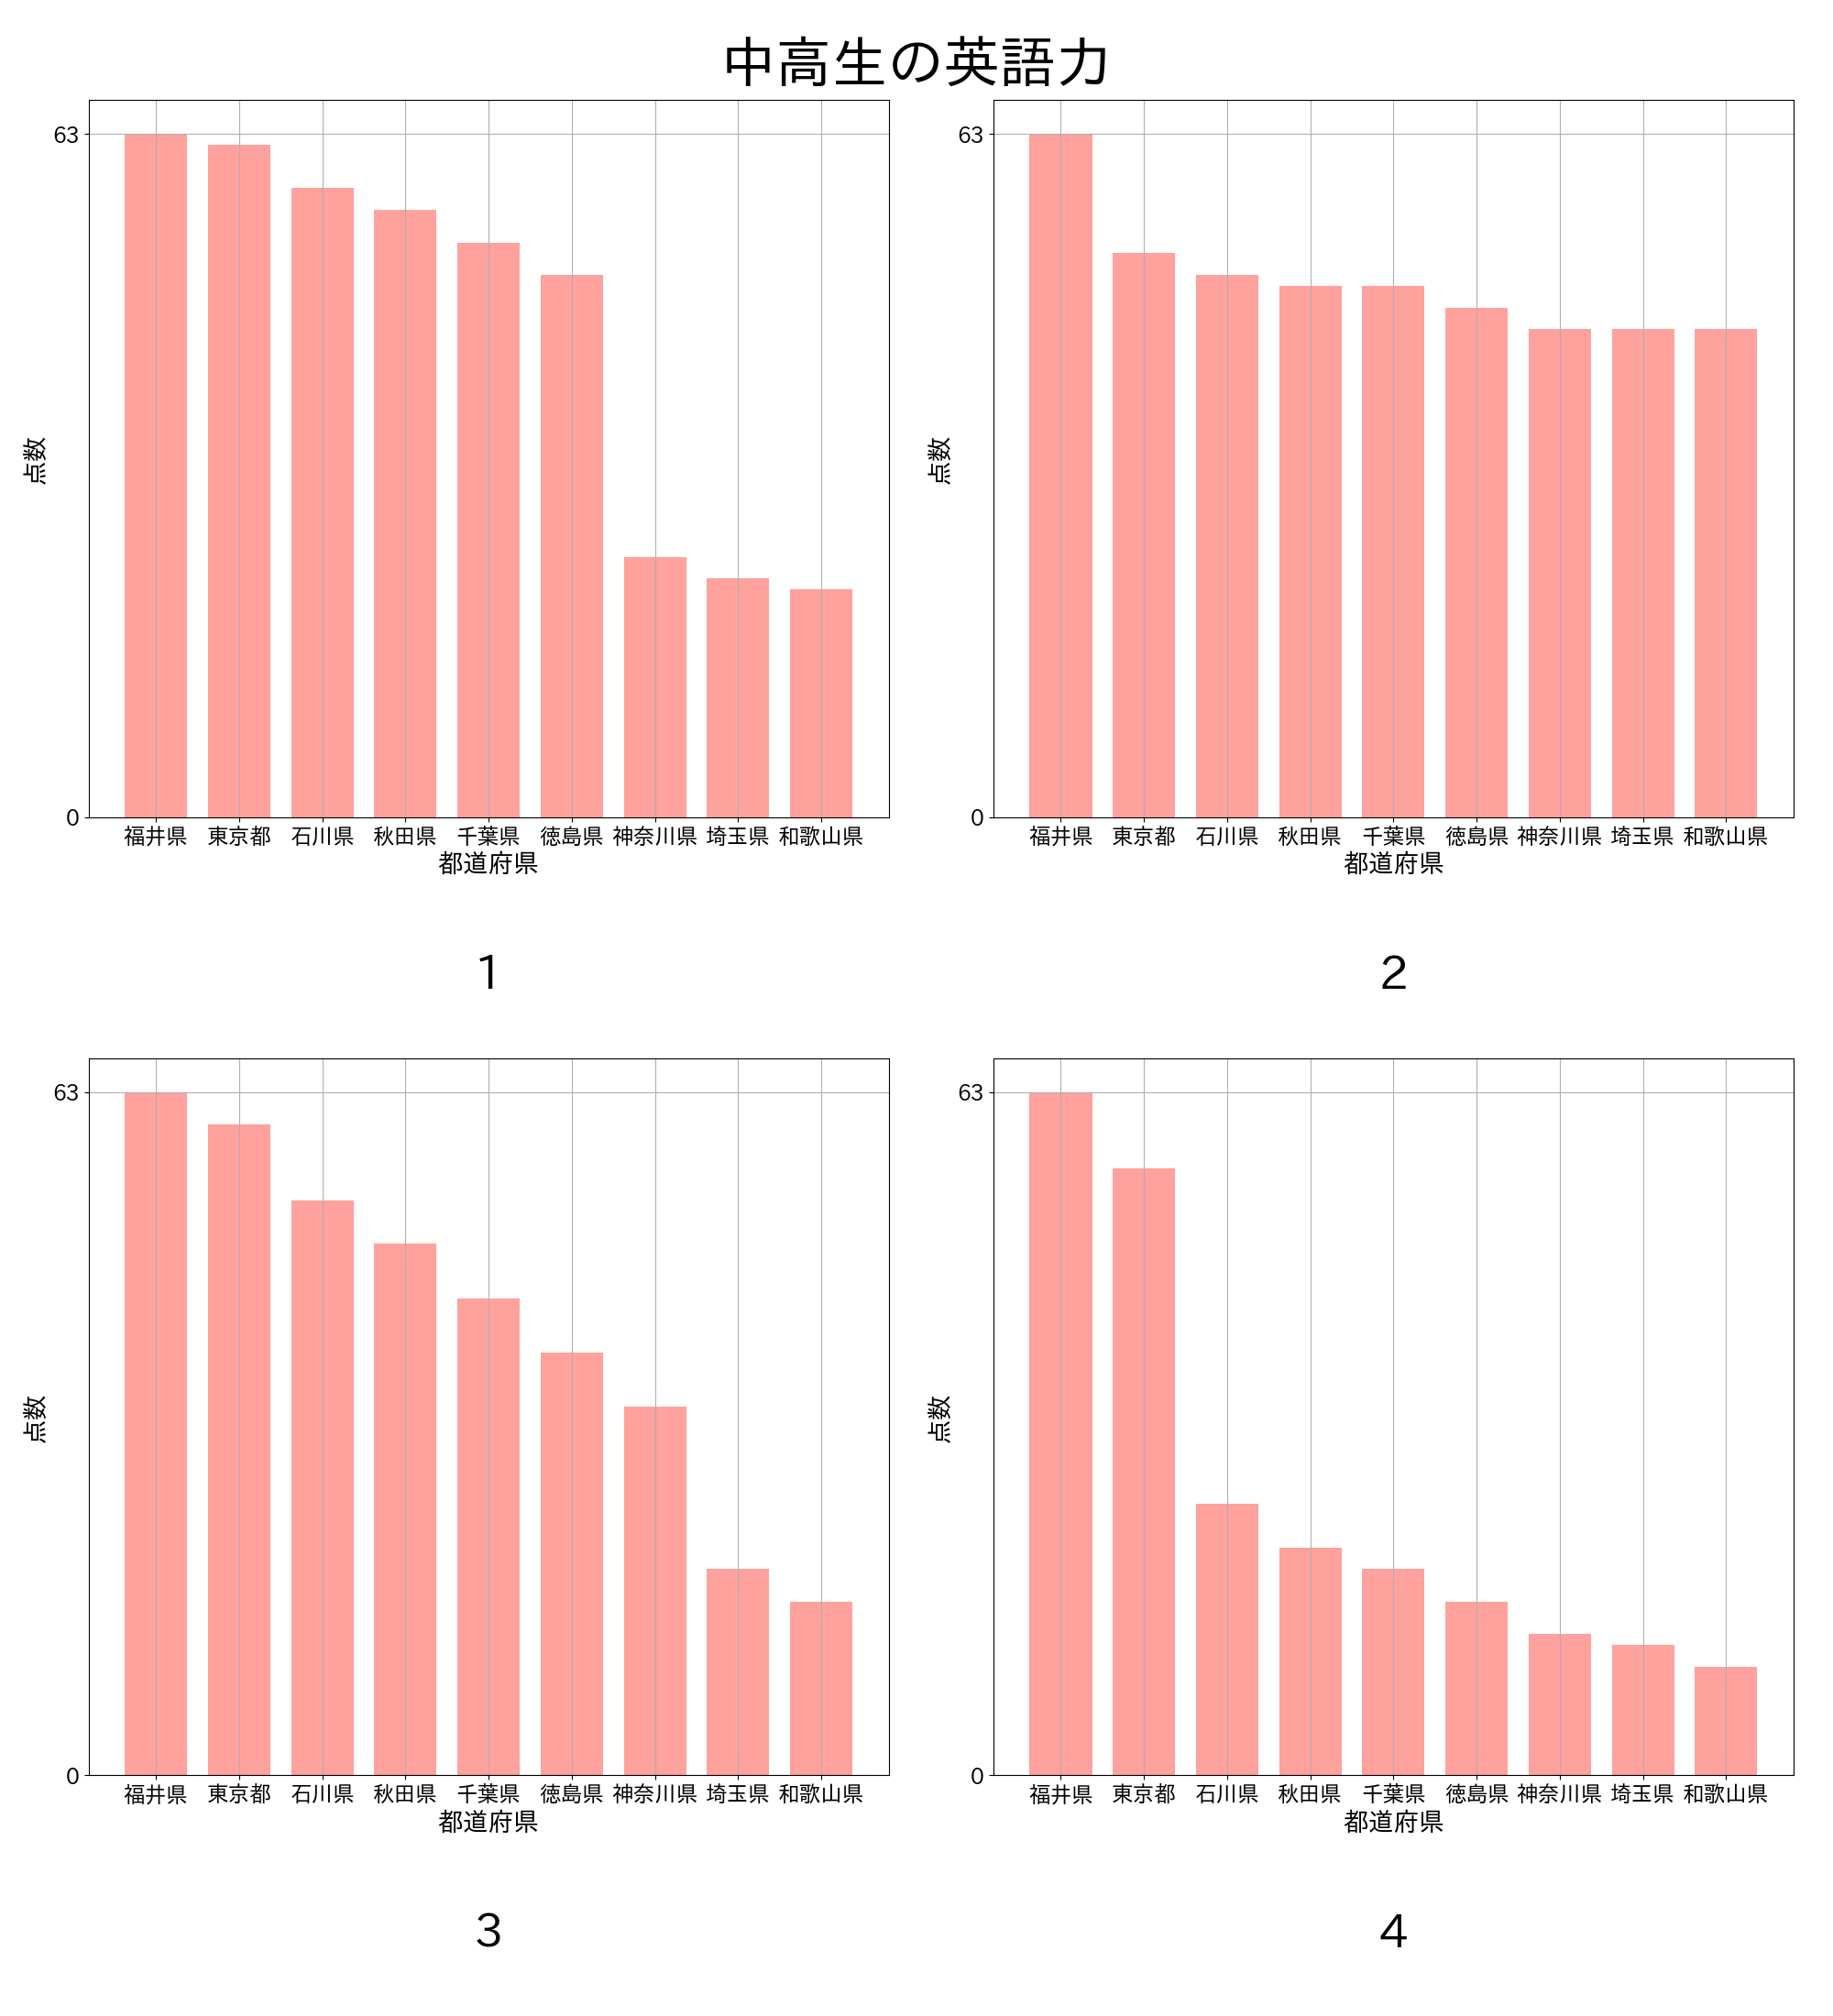 中高生の英語力
63
0
点数
福井県 東京都 石川県 秋田県 千葉県 徳島県 神奈川県 埼玉県 和歌山県
都道府県
1
63
0
点数
福井県 東京都 石川県 秋田県 千葉県 徳島県 神奈川県 埼玉県 和歌山県
都道府県
2
63
0
点数
福井県 東京都 石川県 秋田県 千葉県 徳島県 神奈川県 埼玉県 和歌山県
都道府県
3
63
0
点数
福井県 東京都 石川県 秋田県 千葉県 徳島県 神奈川県 埼玉県 和歌山県
都道府県
4